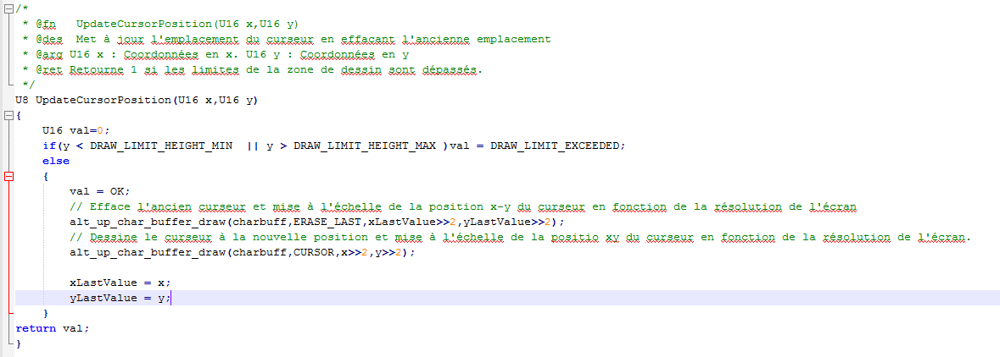 /*
 * @fn   UpdateCursorPosition(U16 x,U16 y)
 * @des  Met à jour l'emplacement du curseur en effacant l'ancienne emplacement
 * @arg U16 x : Coordonnées en x. U16 y : Coordonnées en y
 * @ret Retourne 1 si les limites de la zone de dessin sont dépassés.
 */
U8 UpdateCursorPosition(U16 x,U16 y)
{
    U16 val=0;
    if(y < DRAW_LIMIT_HEIGHT_MIN  || y > DRAW_LIMIT_HEIGHT_MAX )val = DRAW_LIMIT_EXCEEDED;
    else
    {
        val = OK;
        // Efface l'ancien curseur et mise à l'échelle de la position x-y du curseur en fonction de la résolution de l'écran
        alt_up_char_buffer_draw(charbuff,ERASE_LAST,xLastValue>>2,yLastValue>>2);
        // Dessine le curseur à la nouvelle position et mise à l'échelle de la positio xy du curseur en fonction de la résolution de l'écran.
        alt_up_char_buffer_draw(charbuff,CURSOR,x>>2,y>>2);

        xLastValue = x;
        yLastValue = y;
    }
return val;
}